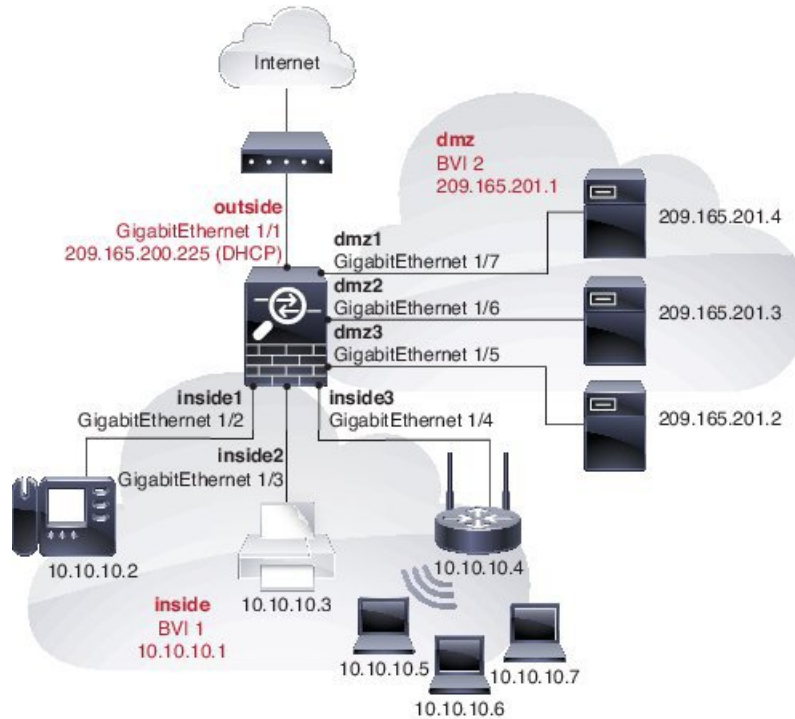 Internet
outside
GigabitEthernet 1/1
209.165.200.225 (DHCP)
dmz
BVI 2
209.165.201.1
dmz1
GigabitEthernet 1/7
209.165.201.4
dmz2
GigabitEthernet 1/6
209.165.201.3
dmz3
GigabitEthernet 1/5
209.165.201.2
inside1
GigabitEthernet 1/2
inside3
GigabitEthernet 1/4
inside2
GigabitEthernet 1/3
10.10.10.2
10.10.10.3
10.10.10.4
inside
BVI 1
10.10.10.1
10.10.10.5
10.10.10.6
10.10.10.7